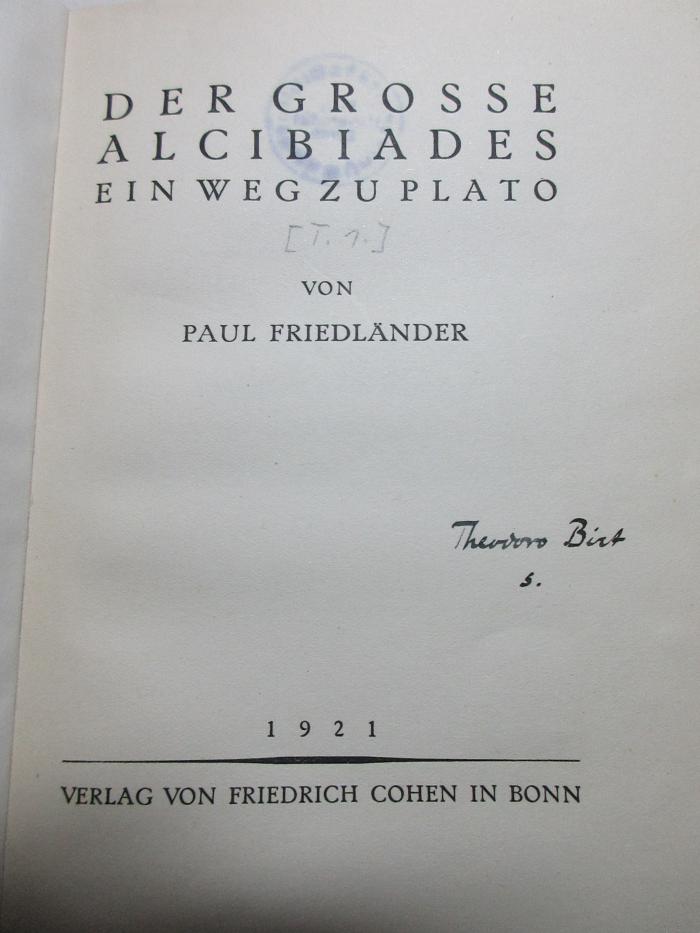 DER GROSSE
ALCIBIADES
EIN WEG ZU PLATO
[T. 1.]
VON
PAUL FRIEDLÄNDER
Theodoro Birt
s.
1921
VERLAG VON FRIEDRICH COHEN IN BONN